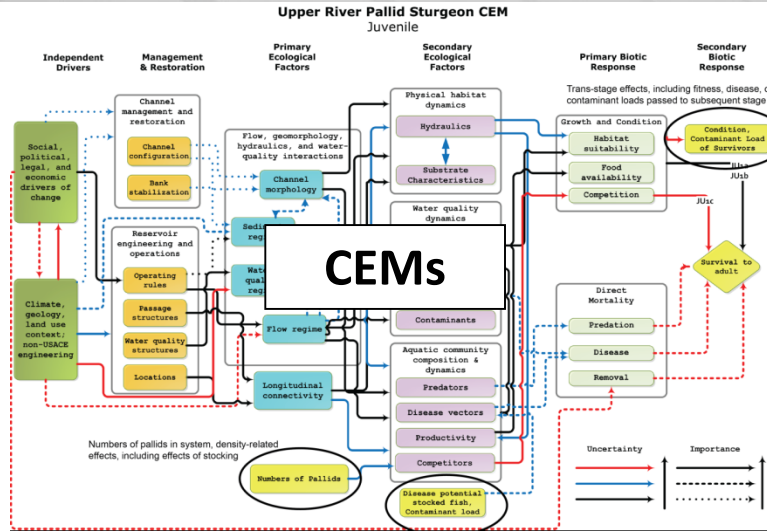 Upper River Pallid Sturgeon CEM
Juvenile
Independent
Drivers
Management
& Restoration
Primary
Ecological
Factors
Secondary
Ecological
Factors
Primary Biotic
Response
Secondary
Biotic
Response
Social,
political,
legal, and
economic
drivers of
change
Climate,
geology,
land use
context;
non-USACE
engineering
Channel
management and
restoration
Channel
configuration
Bank
stabilization
Reservoir
engineering and
operations
Operating
rules
Passage
structures
Water quality
structures
Locations
Flow, geomorphology,
hydraulics, and water-
quality interactions
Channel
morphology
Flow regime
Longitudinal
connectivity
CEMs
Physical habitat
dynamics
Hydraulics
Substrate
Characteristics
Water quality
dynamics
Contaminants
Aquatic community
composition &
dynamics
Predators
Disease vectors
Productivity
Competitors
Trans-stage effects, including fitness, disease,
contaminant loads passed to subsequent stage
Growth and Condition
Habitat
suitability
Food
availability
Competition
Direct
Mortality
Predation
Disease
Removal
Condition,
Contaminant Load
of Survivors
JU1b
JU1c
Survival to
adult
Numbers of pallids in system, density-related
effects, including effects of stocking
Numbers of Pallids
Disease potential
stocked fish,
Contaminant load
Uncertainty
Importance